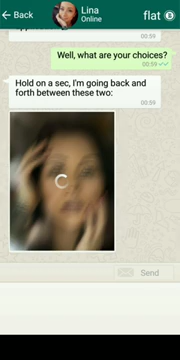 Back
Lina
Online
flat
00:59
Well, what are your choices?
00:59
Hold on a sec, I'm going back and
forth between these two:
00:59
Send